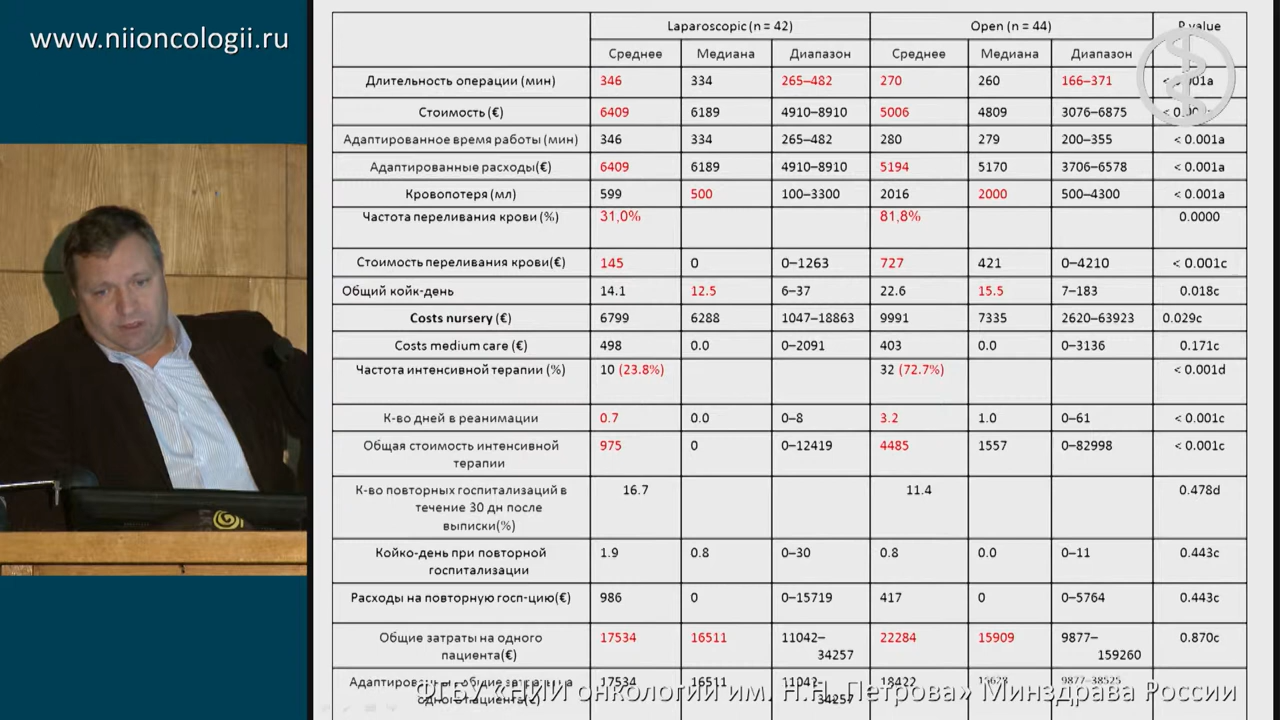 www.niioncologii.ru
Laparoscopic (n = 42) Open (n = 44) P value
Среднее Медиана Диапазон Среднее Медиана Диапазон
Длительность операции (мин) 346 334 265–482 270 260 166–371
Стоимость (€) 6409 6189 4910–8910 5006 4809 3076–6875
Адаптированное время работы (мин) 346 334 265–482 280 279 200–355 < 0.001a
Адаптированные расходы(€) 6409 6189 4910–8910 5194 5170 3706–6578 < 0.001a
Кровопотеря (мл) 599 500 100–3300 2016 2000 500–4300 < 0.001a
Частота переливания крови (%) 31,0% 81,8% 0.0000
Стоимость переливания крови(€) 145 0 0–1263 727 421 0–4210 < 0.001c
Общий койк-день 14.1 12.5 6–37 22.6 15.5 7–183 0.018c
Costs nursery (€) 6799 6288 1047–18863 9991 7335 2620–63923 0.029c
Costs medium care (€) 498 0.0 0–2091 403 0.0 0–3136 0.171c
Частота интенсивной терапии (%) 10 (23.8%) 32 (72.7%) < 0.001d
К-во дней в реанимации 0.7 0.0 0–8 3.2 1.0 0–61 < 0.001c
Общая стоимость интенсивной 975 0 0–12419 4485 1557 0–82998 < 0.001c
терапии
К-во повторных госпитализаций в 16.7 11.4 0.478d
течение 30 дн после
выписки(%)
Койко-день при повторной 1.9 0.8 0–30 0.8 0.0 0–11 0.443c
госпитализации
Расходы на повторную госп-цию(€) 986 0 0–15719 417 0 0–5764 0.443c
Общие затраты на одного 17534 16511 11042– 22284 15909 9877– 0.870c
пациента(€) 34257 159260
17534 16511 11042– 18422 9877–38525
34257
ФГБУ «НИИ онкологии им. Н.Н. Петрова» Минздрава России